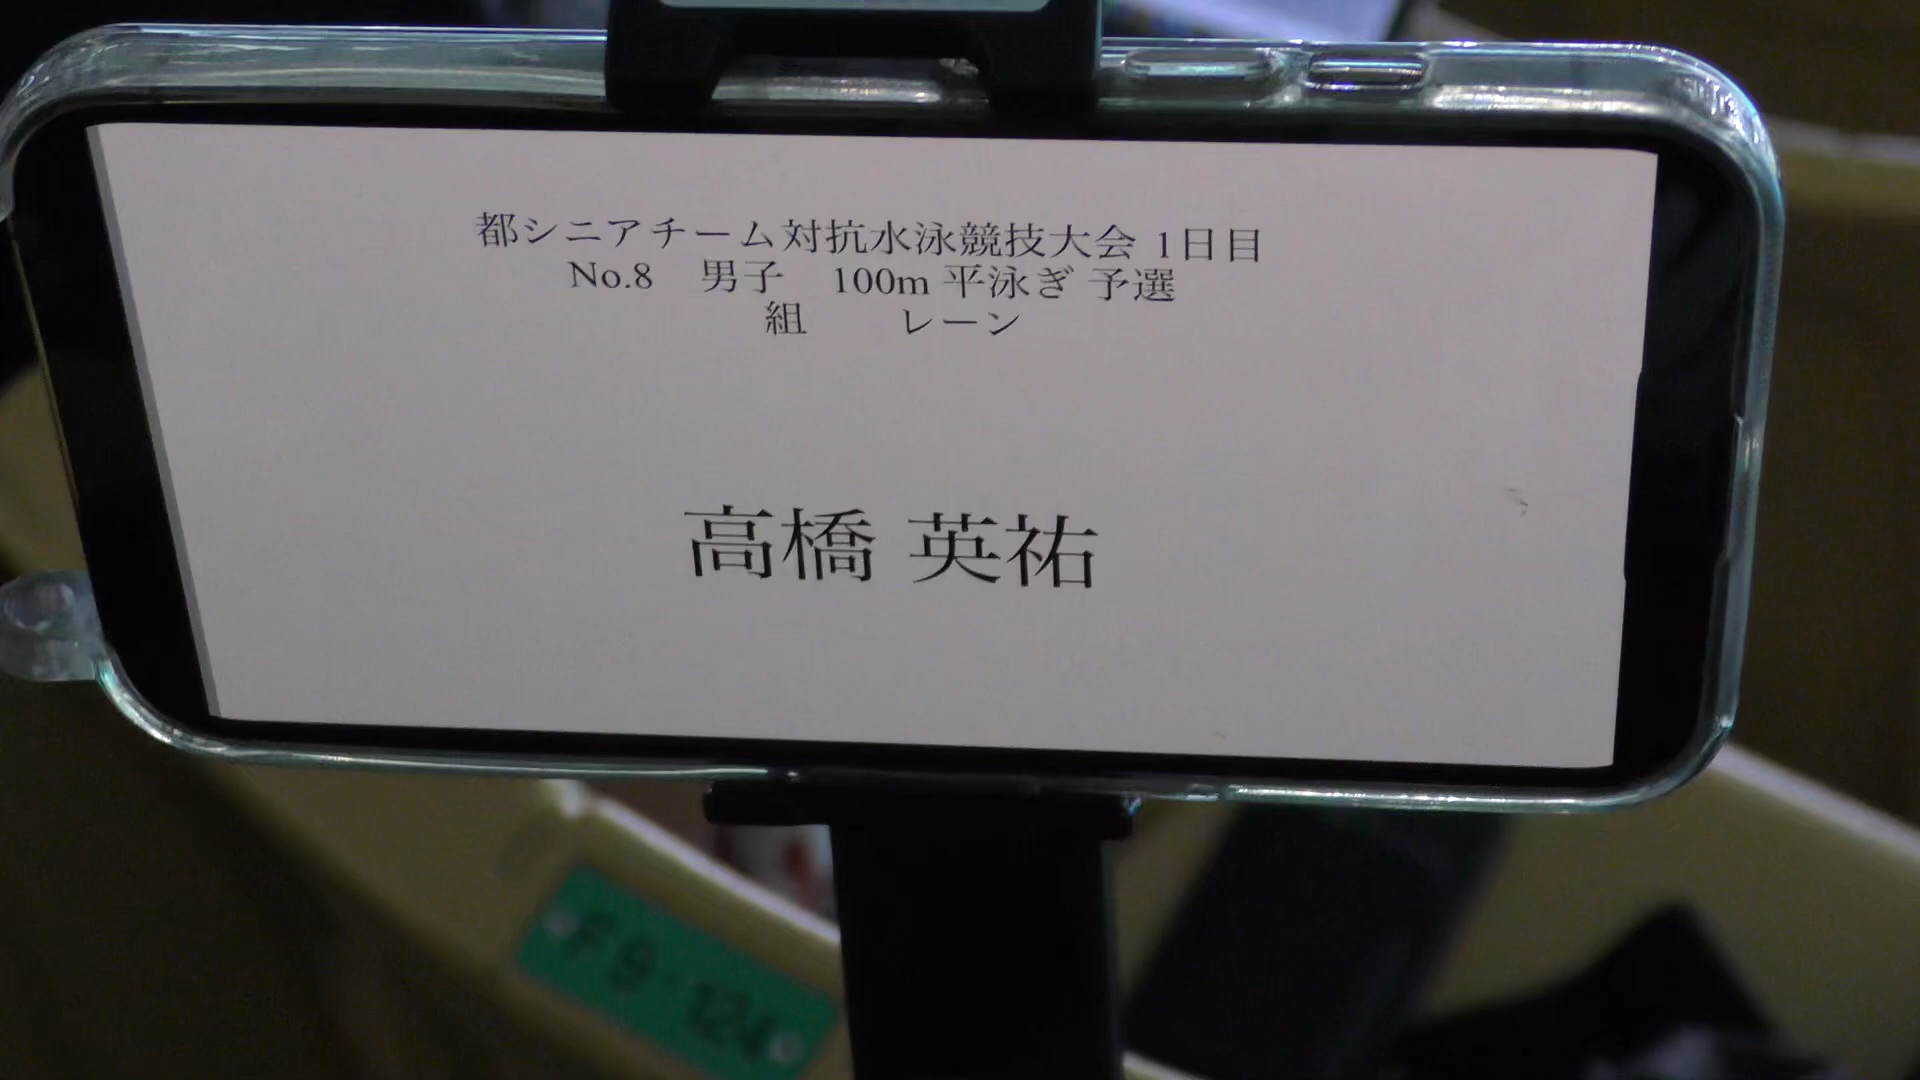 都シニアチーム対抗水泳競技大会 1日目
No.8　男子　100m 平泳ぎ 予選
組　　レーン
高橋 英祐